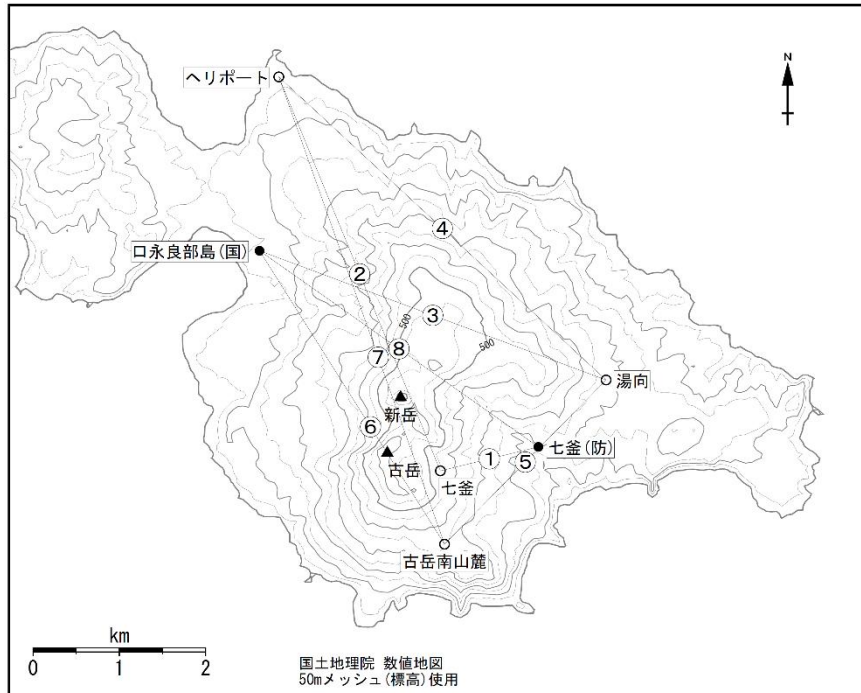 N
ヘリポート
④
口永良部島(国)
②
③
500
⑧
500
⑦
湯向
新岳
⑥
七釜(防)
古岳
①
⑤
七釜
古岳南山麓
km
0 1 2
国土地理院 数値地図
50mメッシュ(標高)使用